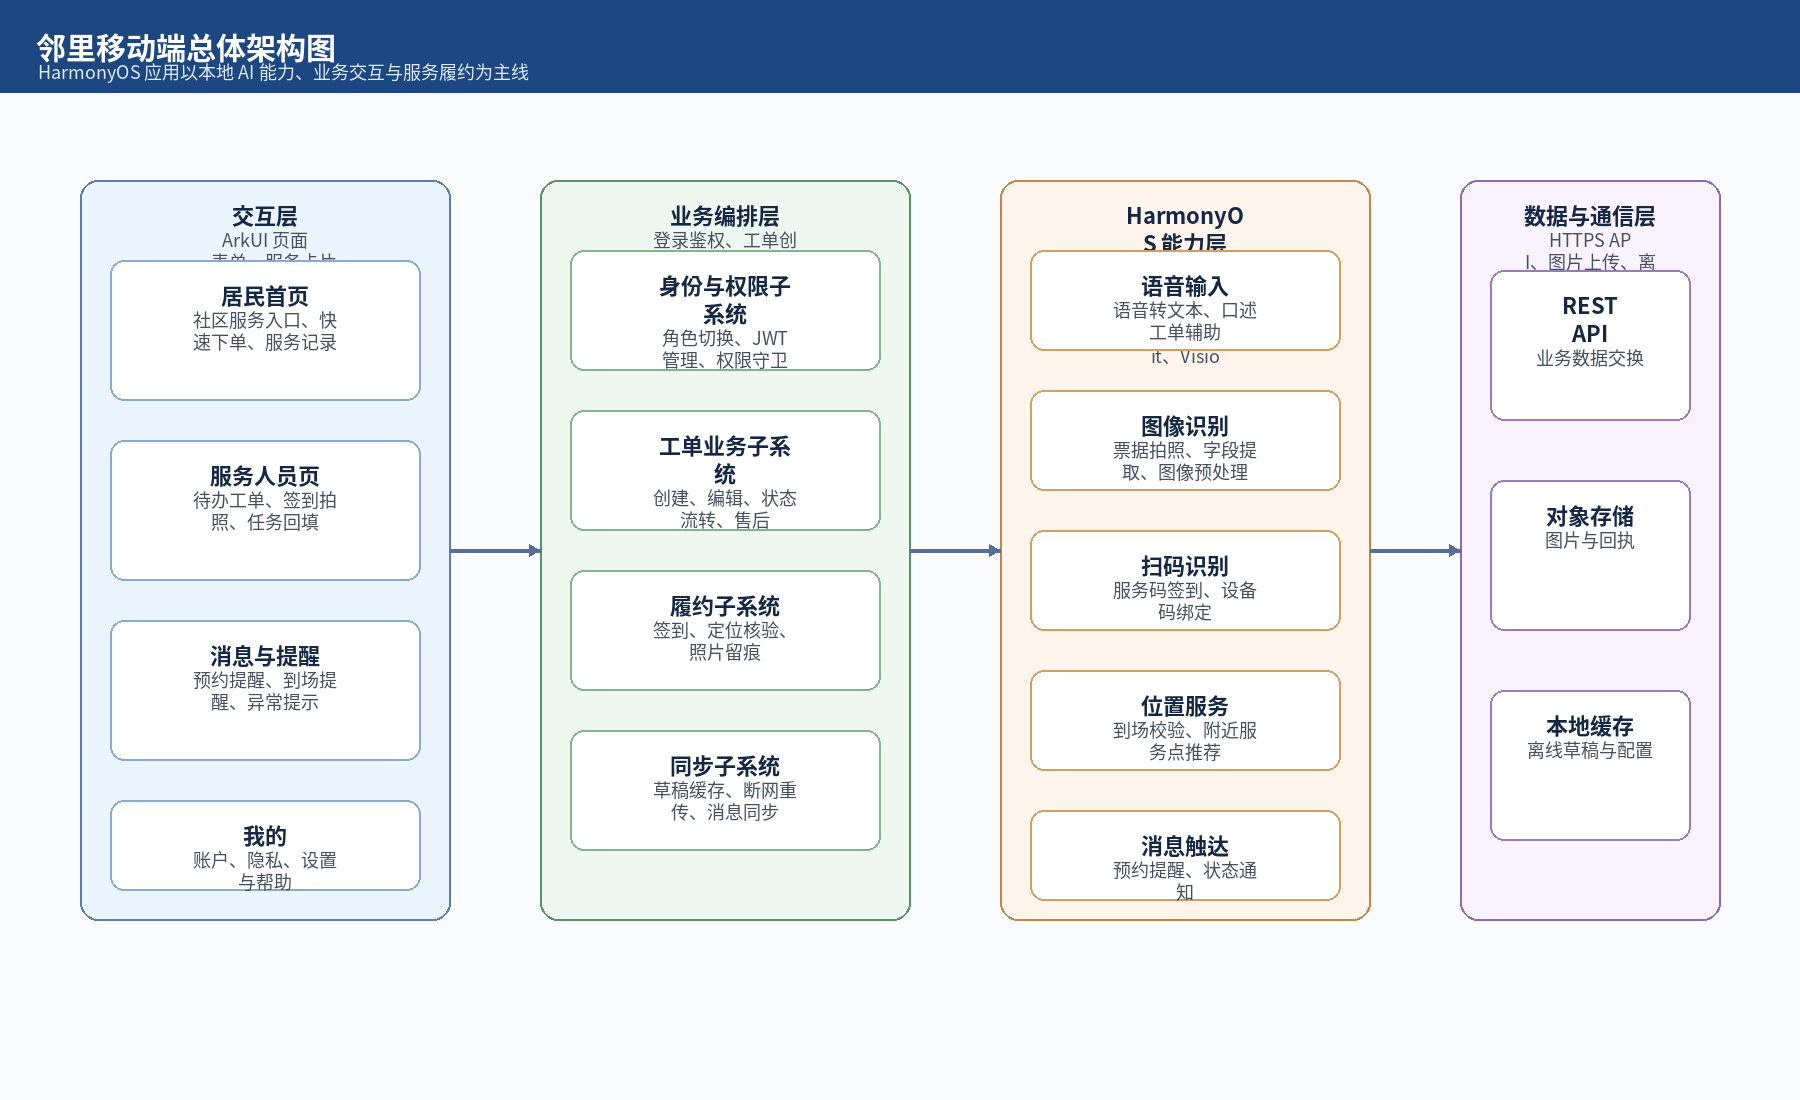 邻里移动端总体架构图
HarmonyOS 应用以本地 AI 能力、业务交互与服务履约为主线
交互层
ArkUI 页面
表单、服务卡片
居民首页
社区服务入口、快
速下单、服务记录
服务人员页
待办工单、签到拍
照、任务回填
消息与提醒
预约提醒、到场提
醒、异常提示
我的
账户、隐私、设置
与帮助
业务编排层
登录鉴权、工单创
身份与权限子
系统
角色切换、JWT
管理、权限守卫
工单业务子系
统
创建、编辑、状态
流转、售后
履约子系统
签到、定位核验、
照片留痕
同步子系统
草稿缓存、断网重
传、消息同步
HarmonyO
S 能力层
语音输入
语音转文本、口述
工单辅助
it、Visio
图像识别
票据拍照、字段提
取、图像预处理
扫码识别
服务码签到、设备
码绑定
位置服务
到场校验、附近服
务点推荐
消息触达
预约提醒、状态通
知
数据与通信层
HTTPS AP
I、图片上传、离
REST
API
业务数据交换
对象存储
图片与回执
本地缓存
离线草稿与配置